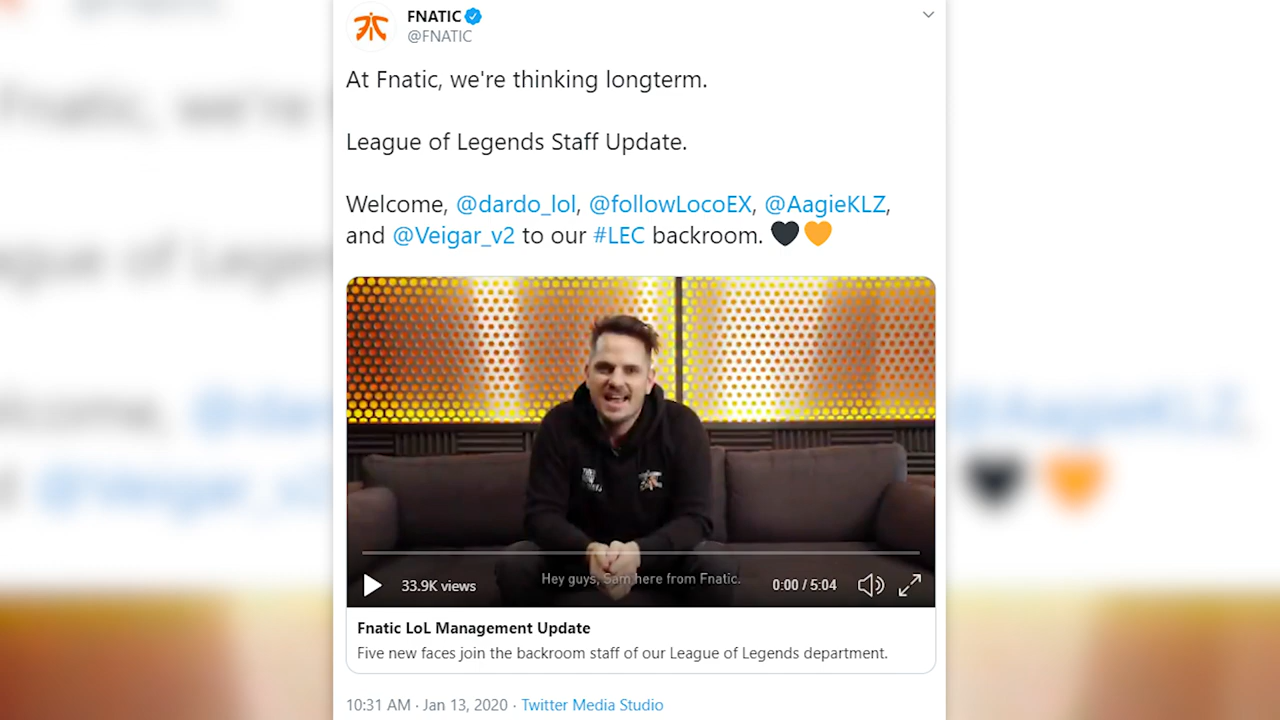 FNATIC
@FNATIC
At Fnatic, we're thinking longterm.
League of Legends Staff Update.
Welcome, @dardo_lol, @followLocoEX, @AagieKLZ,
and @Veigar_v2 to our #LEC backroom. 🖤🧡
Hey guys, Sam here from Fnatic.
33.9K views
0:00 / 5:04
Fnatic LoL Management Update
Five new faces join the backroom staff of our League of Legends department.
10:31 AM · Jan 13, 2020 · Twitter Media Studio